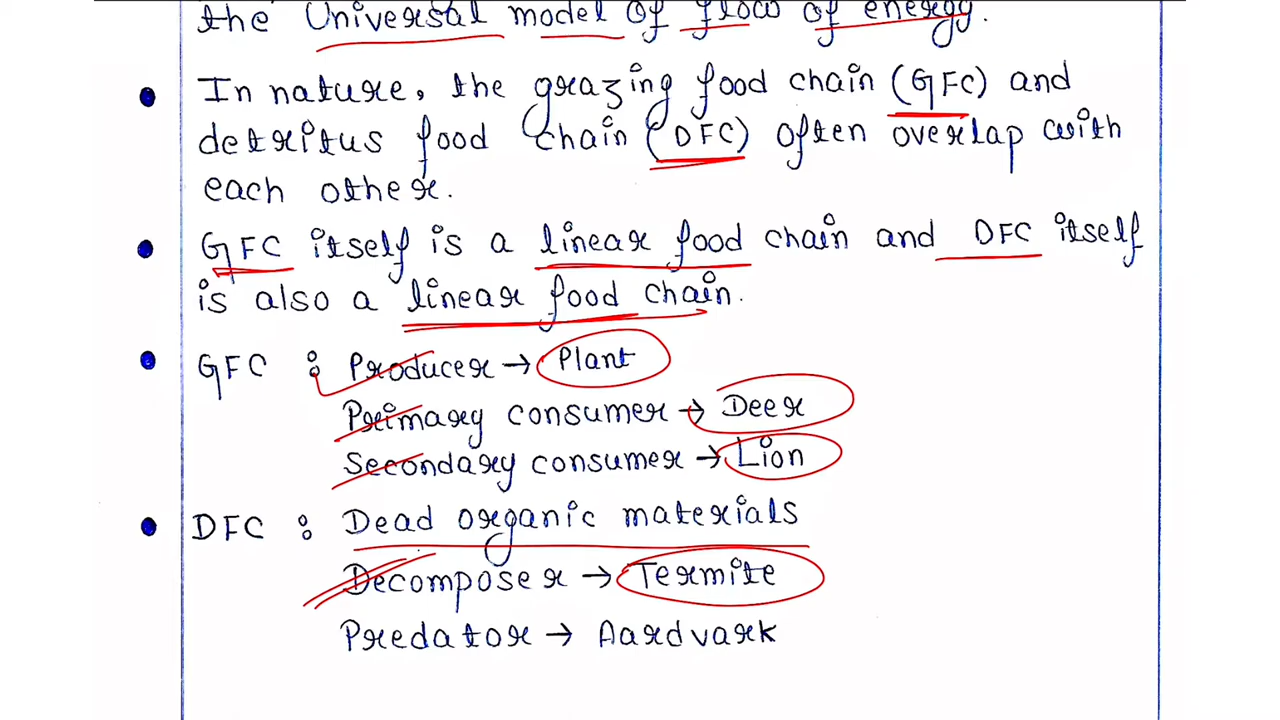 the Universal model of flow of energy.
In nature, the grazing food chain (GFC) and
detritus food chain (DFC) often overlap with
each other.
GFC itself is a linear food chain and DFC itself
is also a linear food chain.
GFC : Producer → Plant
Primary consumer → Deer
Secondary consumer → Lion
DFC : Dead organic materials
Decomposer → Termite
Predator → Aardvark